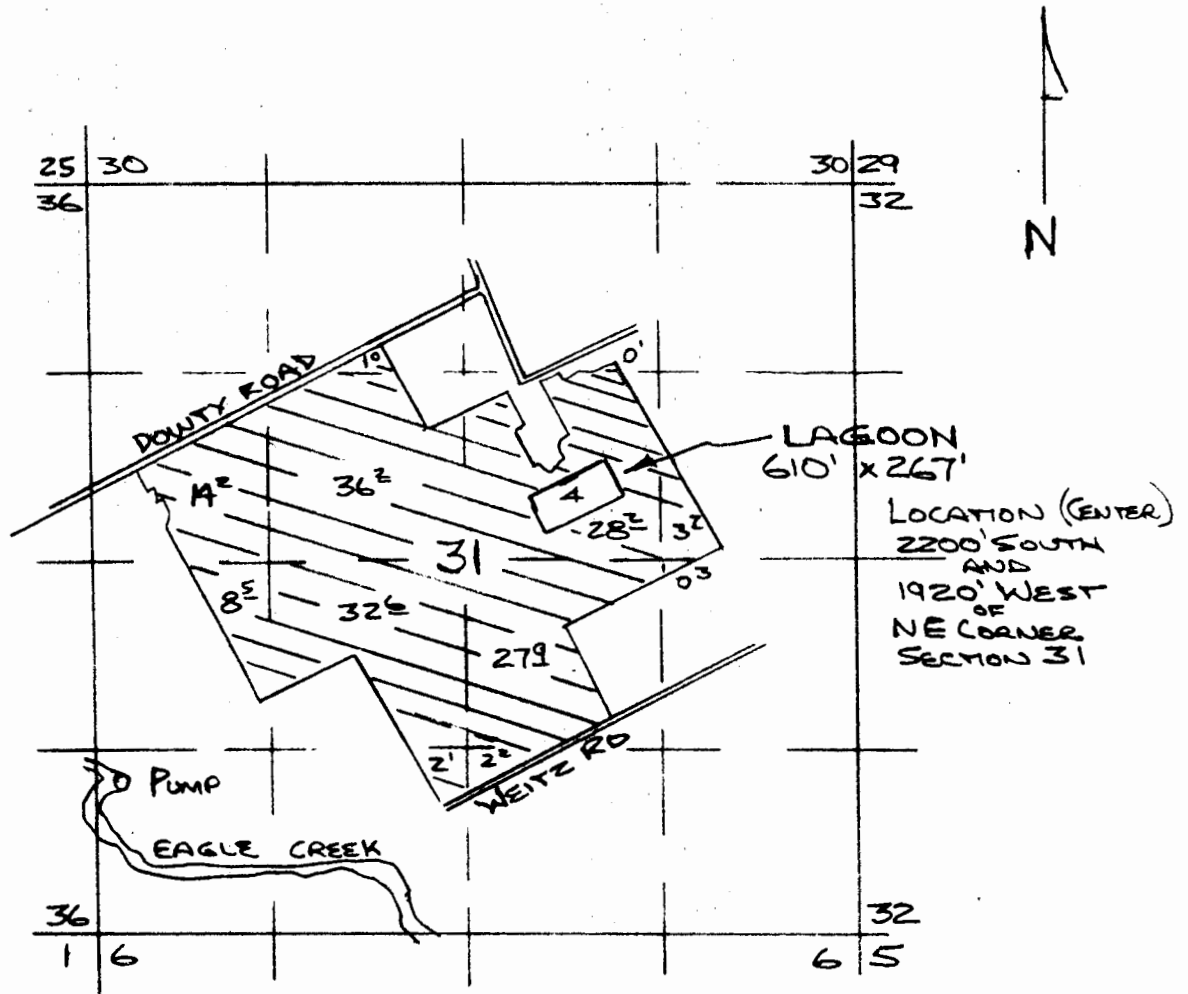 25 30
30 29
36
32
N
DOWTY ROAD
1⁰
0¹
LAGOON
610' x 267'
4
LOCATION (CENTER)
2200' SOUTH
AND
1920' WEST
OF
NE CORNER
SECTION 31
14²
36²
28²
3²
31
0³
8⁵
32⁶
27⁹
2¹
2²
WEITZ RD
PUMP
EAGLE CREEK
36
32
1 6
6 5